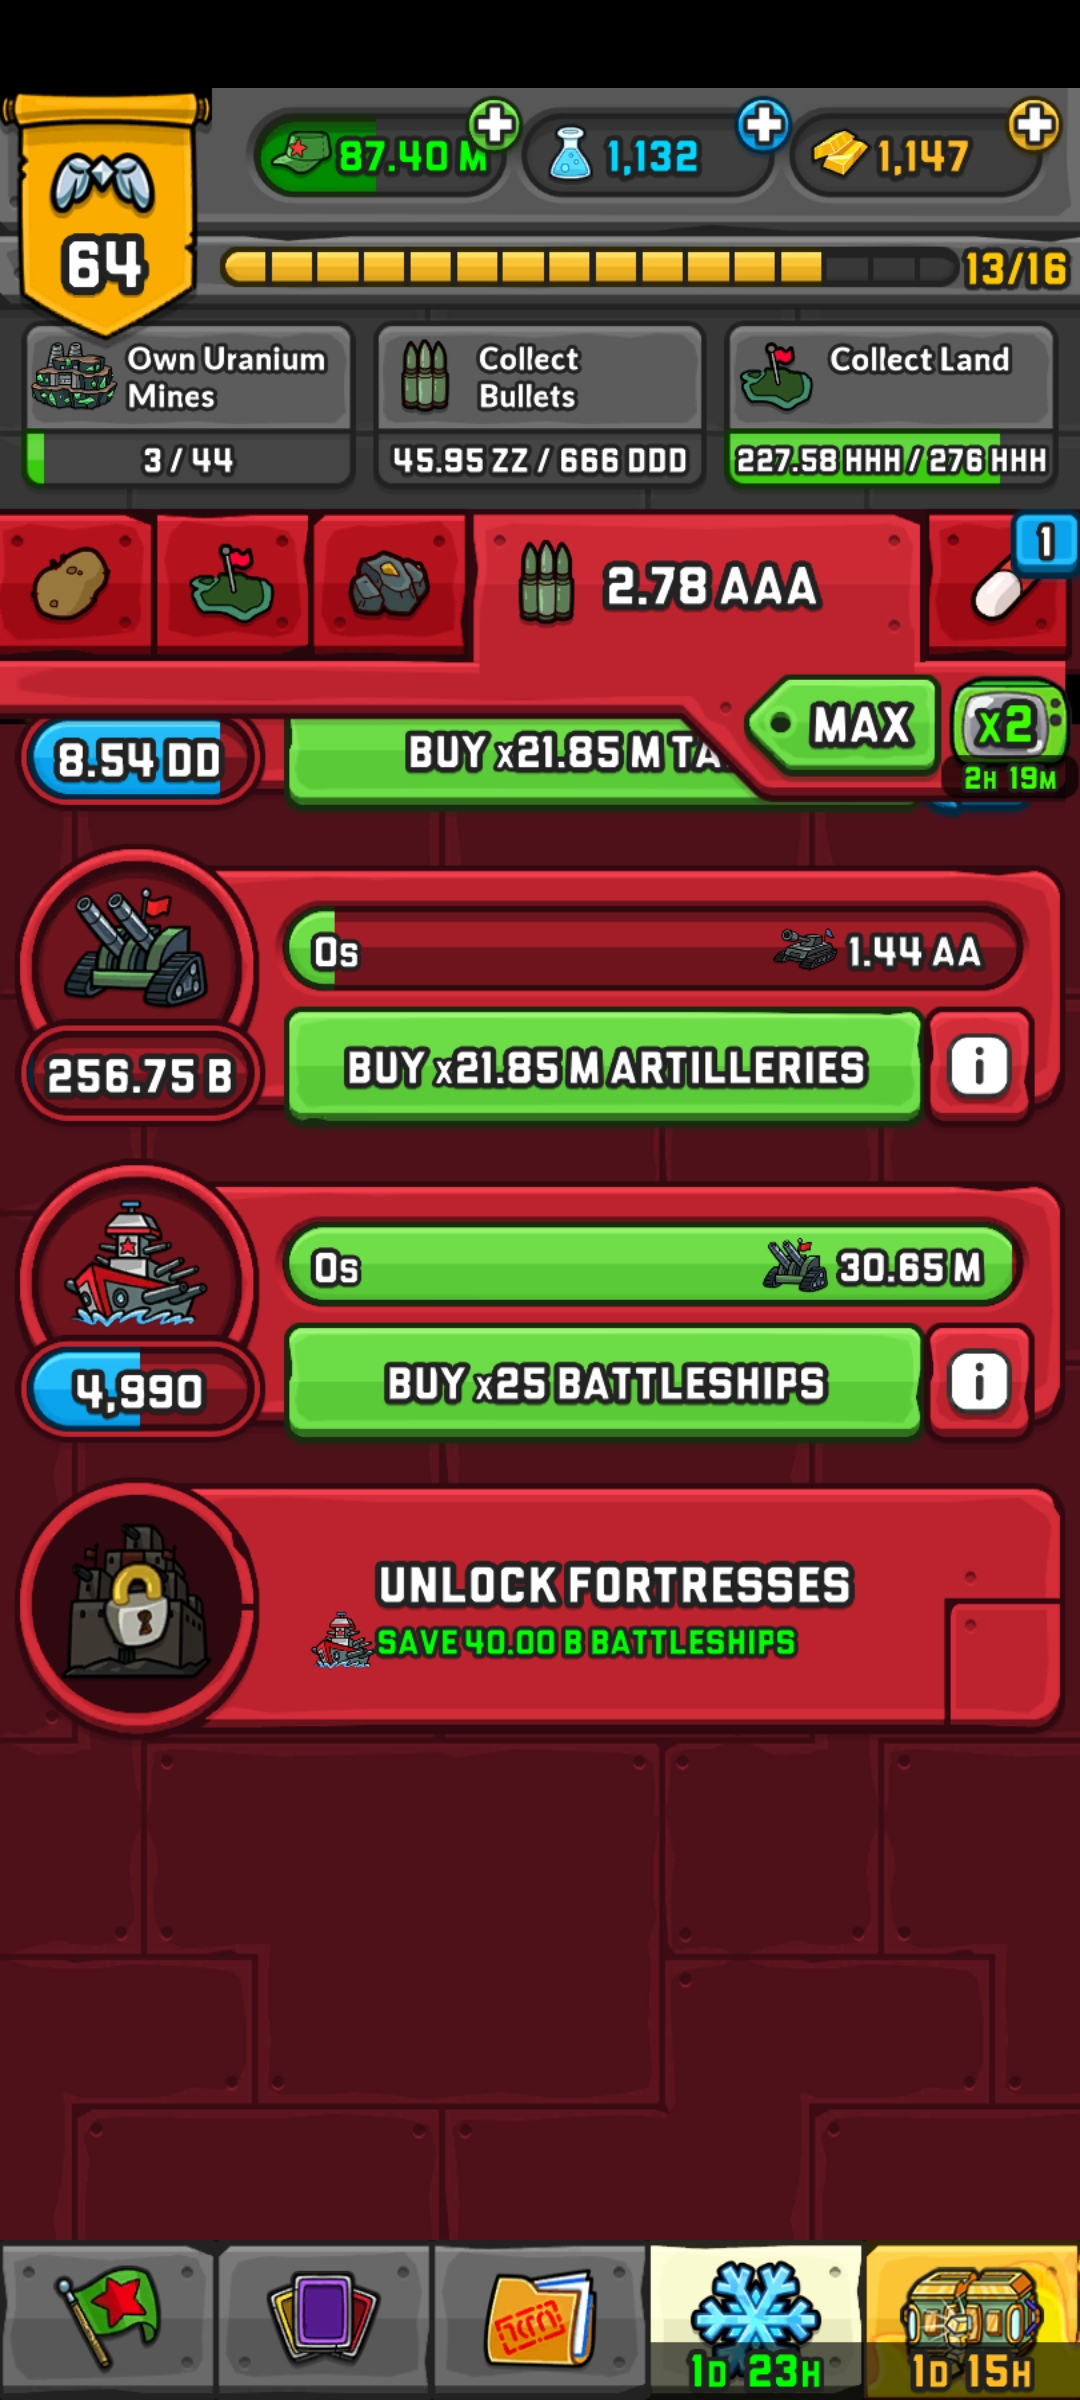 64
87.40 M
1,132
1,147
13/16
Own Uranium
Mines
3 / 44
Collect
Bullets
45.95 ZZ / 666 DDD
Collect Land
227.58 HHH / 276 HHH
2.78 AAA
1
MAX
x2
2H 19M
8.54 DD
BUY x21.85 M TA
0s
1.44 AA
256.75 B
BUY x21.85 M ARTILLERIES
i
0s
30.65 M
4,990
BUY x25 BATTLESHIPS
i
UNLOCK FORTRESSES
SAVE 40.00 B BATTLESHIPS
1D 23H
1D 15H